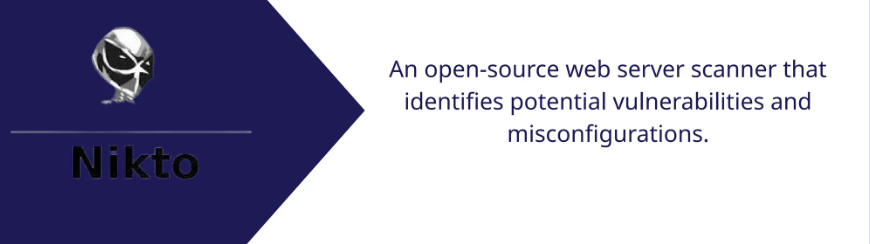 Nikto
An open-source web server scanner that
identifies potential vulnerabilities and
misconfigurations.